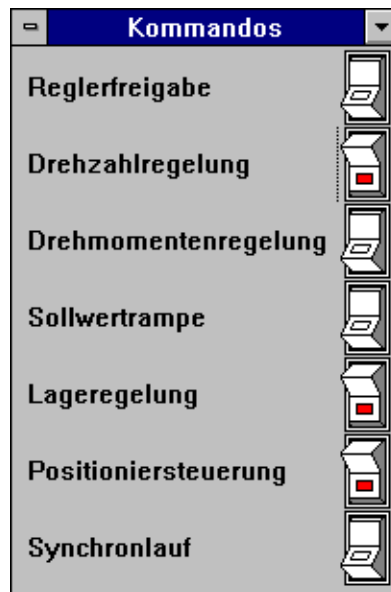 Kommandos
Reglerfreigabe
Drehzahlregelung
Drehmomentenregelung
Sollwertrampe
Lageregelung
Positioniersteuerung
Synchronlauf